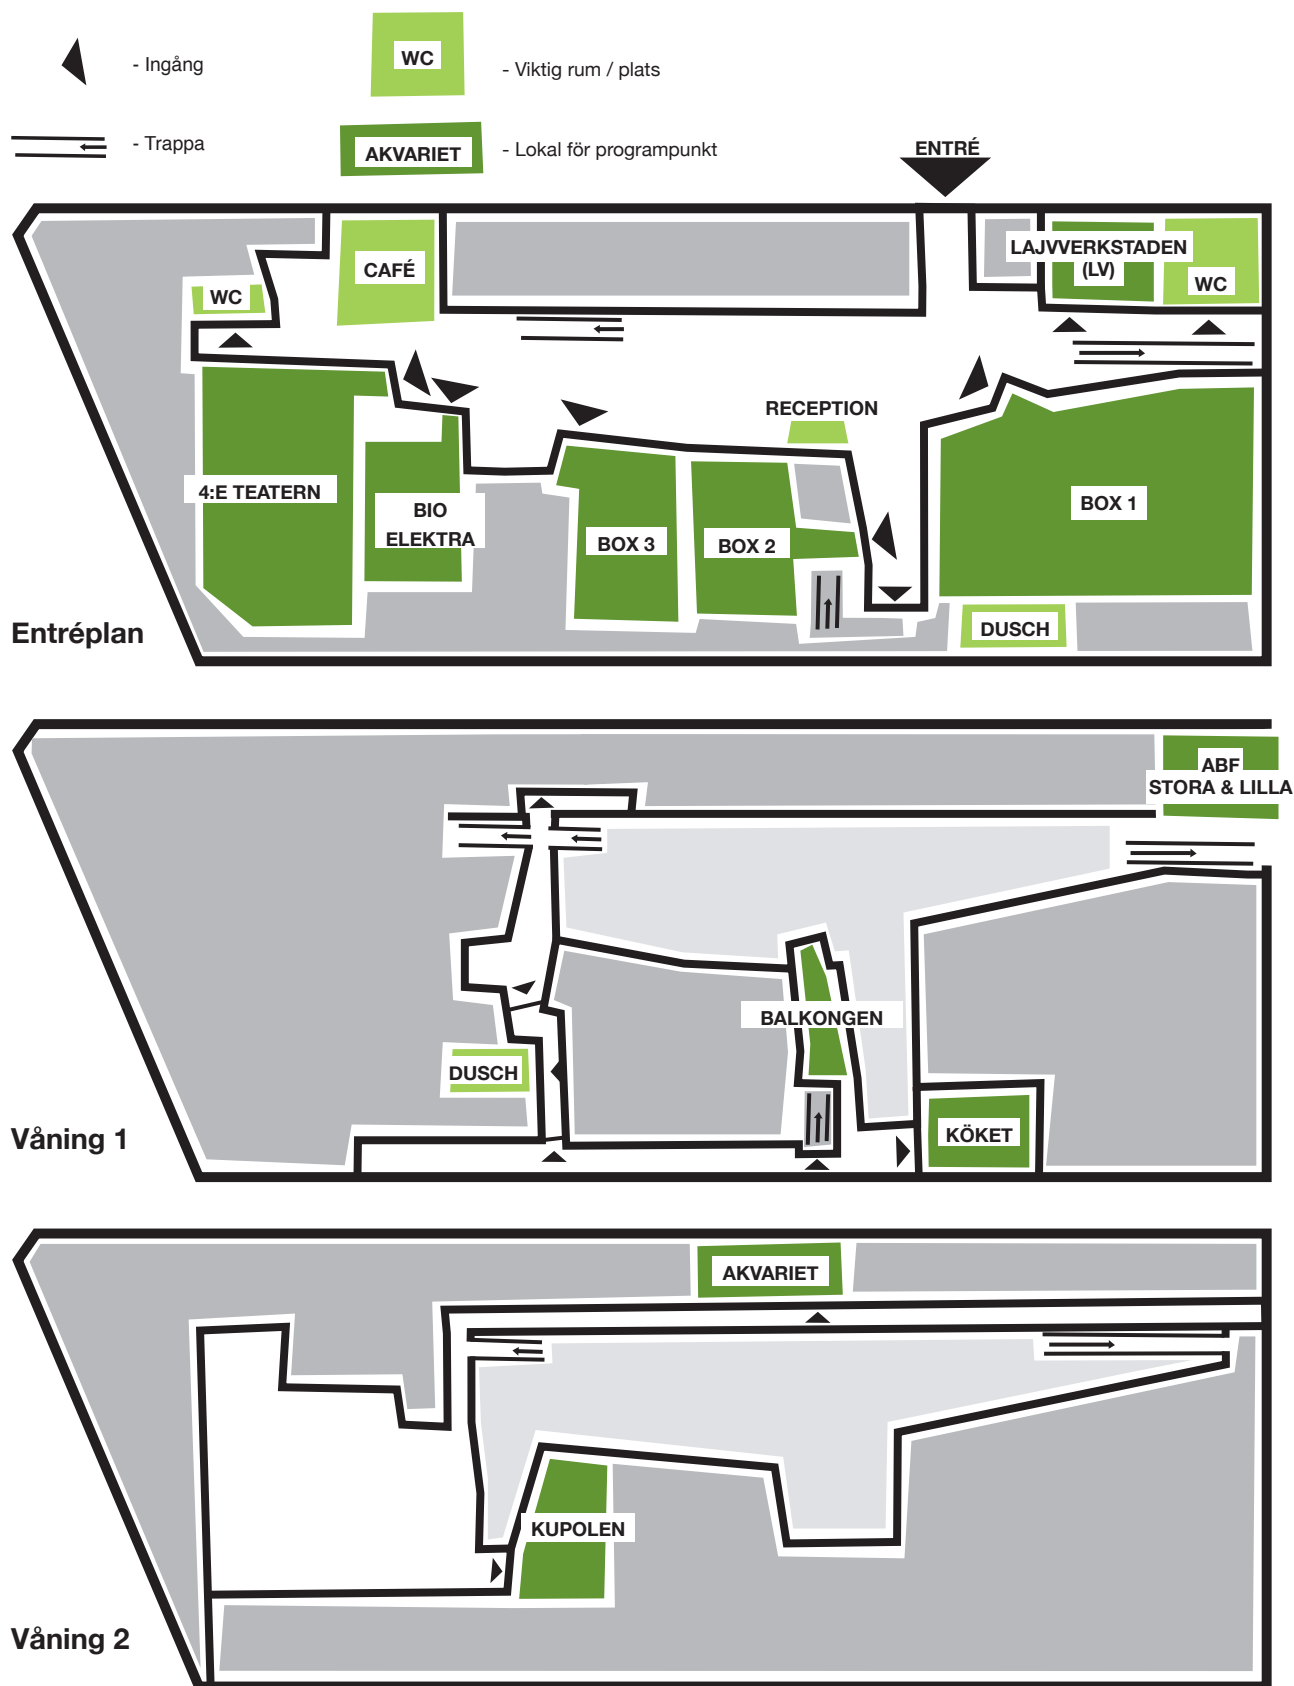 - Ingång
WC
- Viktig rum / plats
- Trappa
AKVARIET
- Lokal för programpunkt
ENTRÉ
CAFÉ
LAJVVERKSTADEN
(LV)
WC
WC
RECEPTION
4:E TEATERN
BIO
ELEKTRA
BOX 3
BOX 2
BOX 1
DUSCH
Entréplan
ABF
STORA & LILLA
BALKONGEN
DUSCH
KÖKET
Våning 1
AKVARIET
KUPOLEN
Våning 2